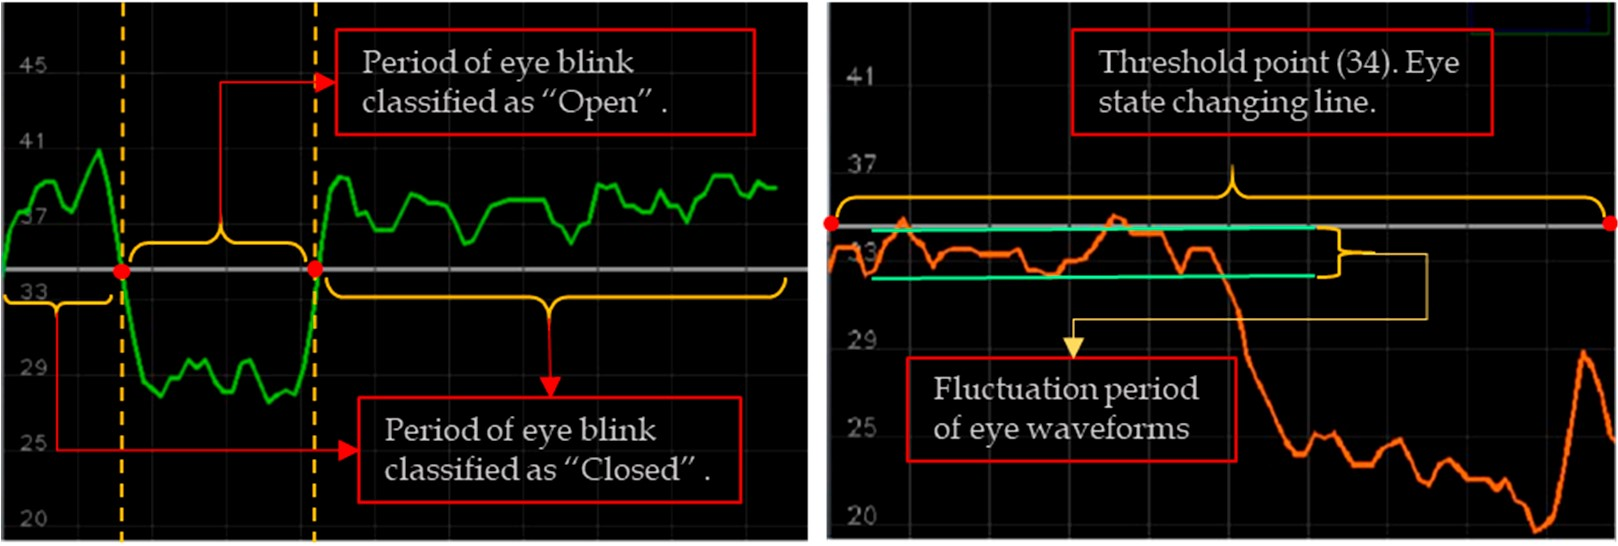 45
Period of eye blink
classified as “Open” .
41
37
33
29
Period of eye blink
classified as “Closed” .
25
20
Threshold point (34). Eye
state changing line.
41
37
33
29
Fluctuation period
of eye waveforms
25
20